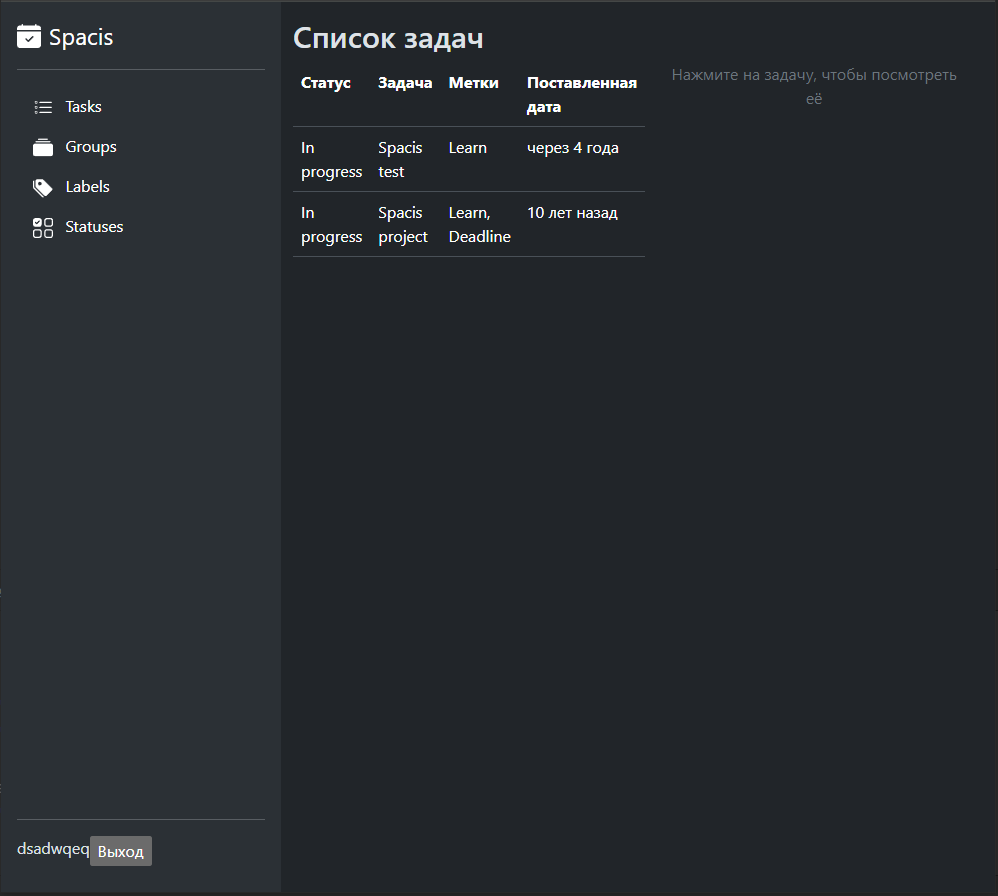 Spacis
Tasks
Groups
Labels
Statuses
dsadwqeq Выход
Список задач
Статус Задача Метки Поставленная
дата
In Spacis Learn через 4 года
progress test
In Spacis Learn, 10 лет назад
progress project Deadline
Нажмите на задачу, чтобы посмотреть
её